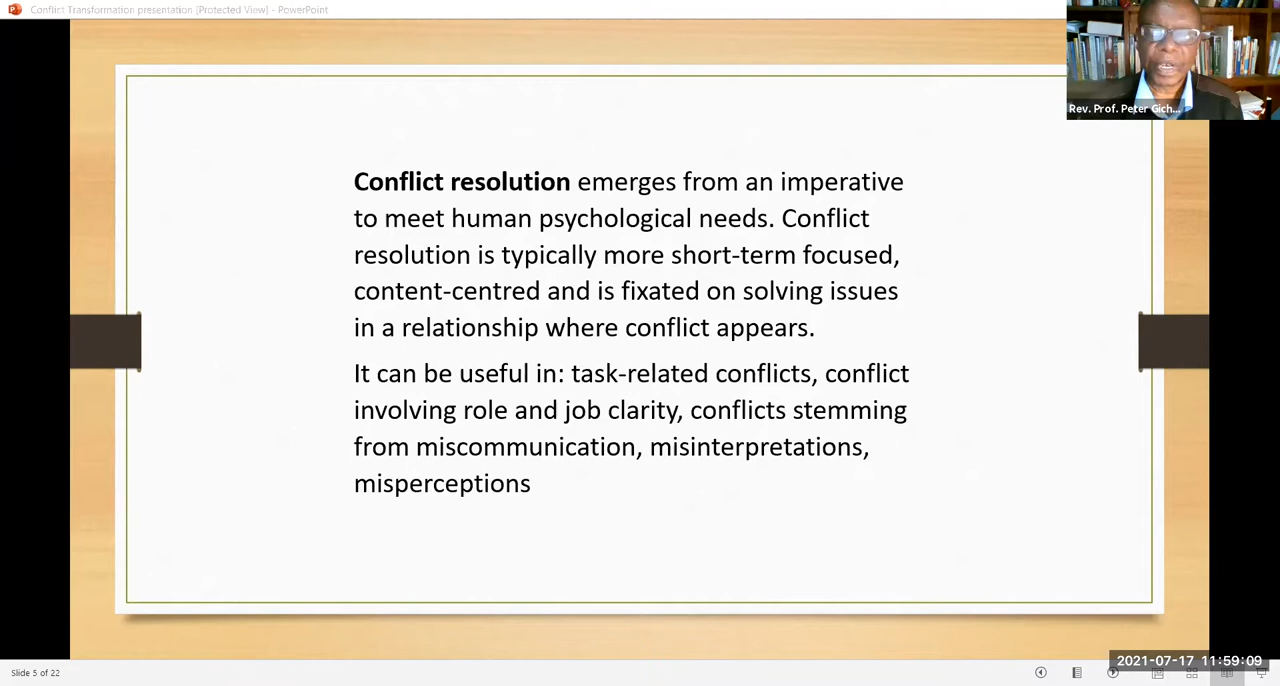 Conflict Transformation presentation [Protected View] - PowerPoint
Rev. Prof. Peter Gich...
Conflict resolution emerges from an imperative
to meet human psychological needs. Conflict
resolution is typically more short-term focused,
content-centred and is fixated on solving issues
in a relationship where conflict appears.
It can be useful in: task-related conflicts, conflict
involving role and job clarity, conflicts stemming
from miscommunication, misinterpretations,
misperceptions
2021-07-17 11:59:09
Slide 5 of 22